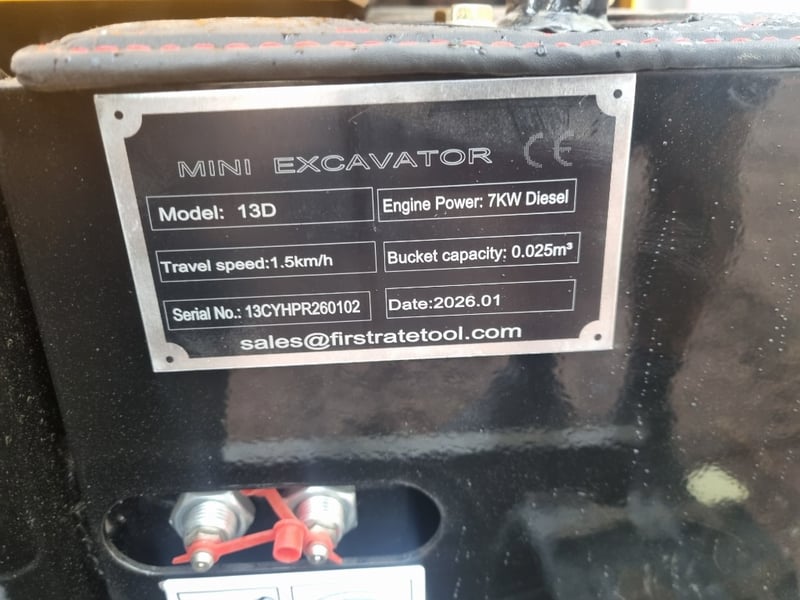 MINI EXCAVATOR CE
Model: 13D
Engine Power: 7KW Diesel
Travel speed:1.5km/h
Bucket capacity: 0.025m³
Serial No.: 13CYHPR260102
Date:2026.01
sales@firstratetool.com